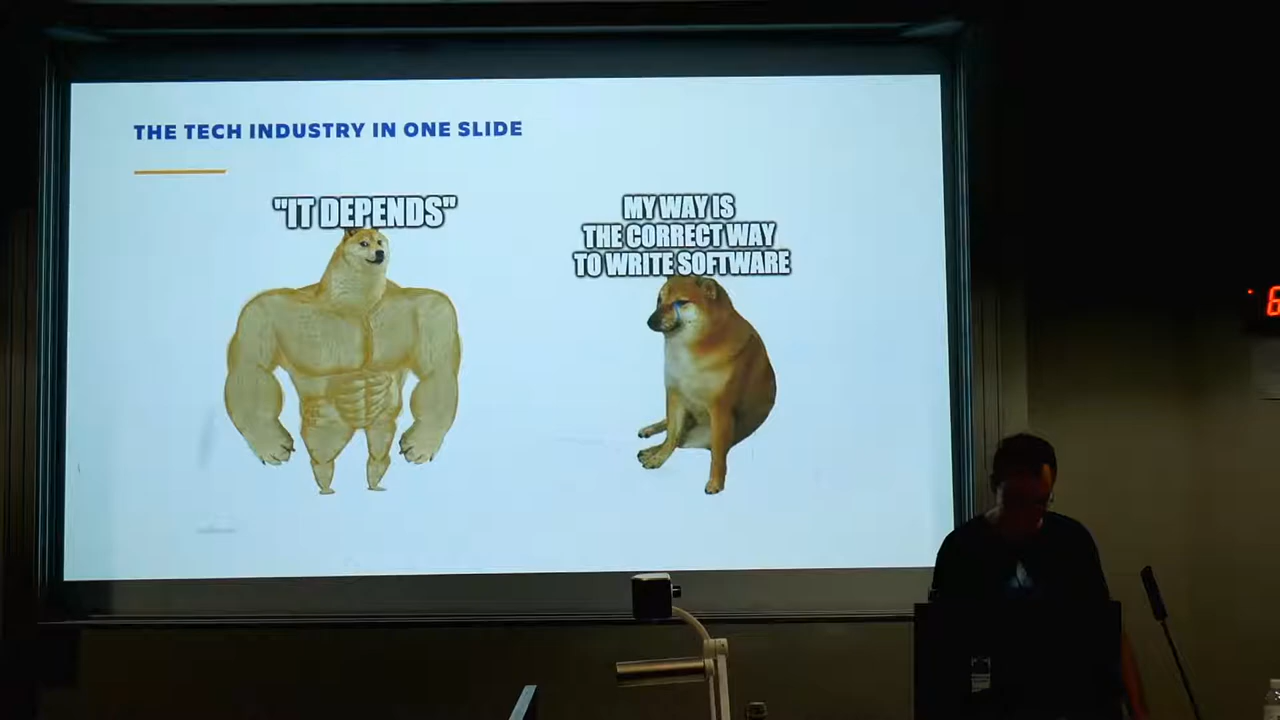 THE TECH INDUSTRY IN ONE SLIDE
"IT DEPENDS"
MY WAY IS
THE CORRECT WAY
TO WRITE SOFTWARE